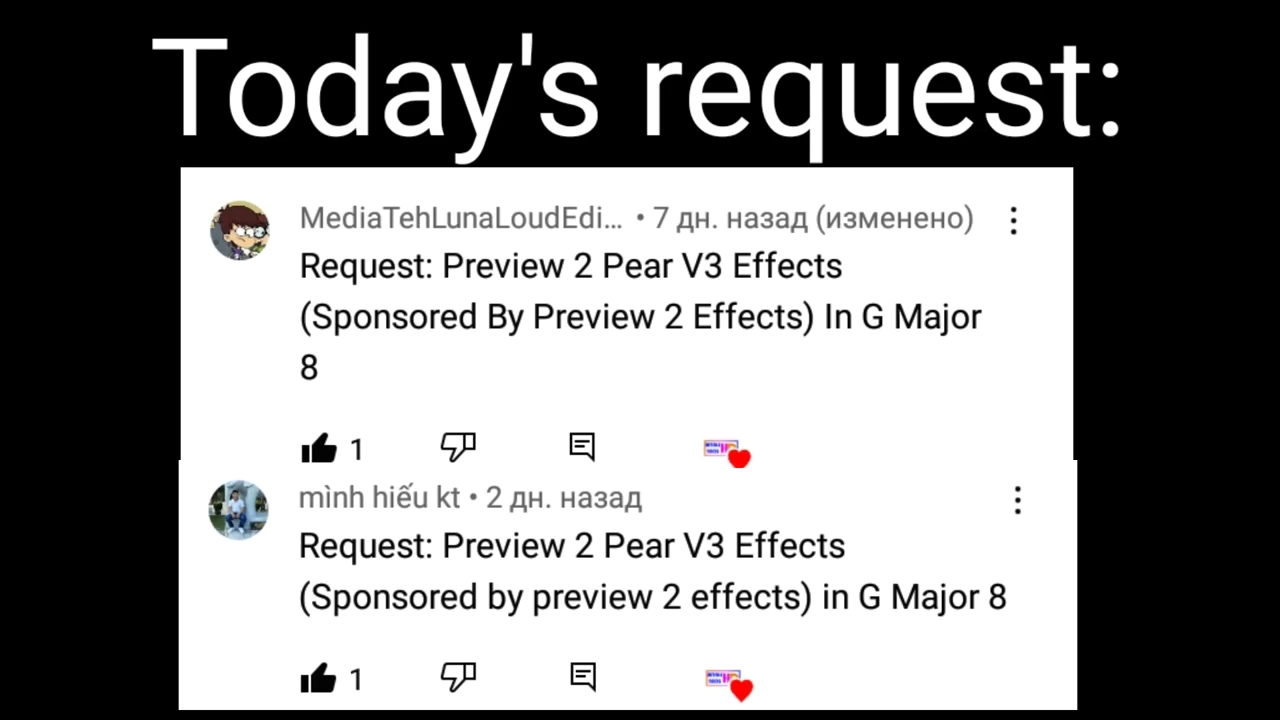 Today's request:
MediaTehLunaLoudEdi... • 7 дн. назад (изменено)
Request: Preview 2 Pear V3 Effects
(Sponsored By Preview 2 Effects) In G Major
8
1
mình hiếu kt • 2 дн. назад
Request: Preview 2 Pear V3 Effects
(Sponsored by preview 2 effects) in G Major 8
1